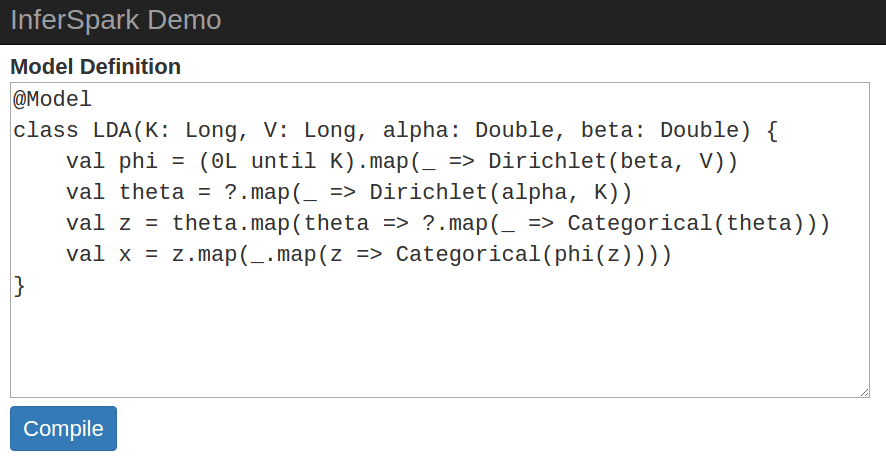 InferSpark Demo
Model Definition
@Model
class LDA(K: Long, V: Long, alpha: Double, beta: Double) {
    val phi = (0L until K).map(_ => Dirichlet(beta, V))
    val theta = ?.map(_ => Dirichlet(alpha, K))
    val z = theta.map(theta => ?.map(_ => Categorical(theta)))
    val x = z.map(_.map(z => Categorical(phi(z))))
}
Compile